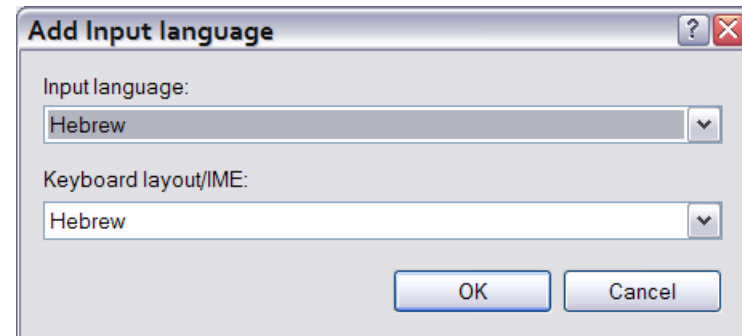 Add Input language
Input language:
Hebrew
Keyboard layout/IME:
Hebrew
OK Cancel